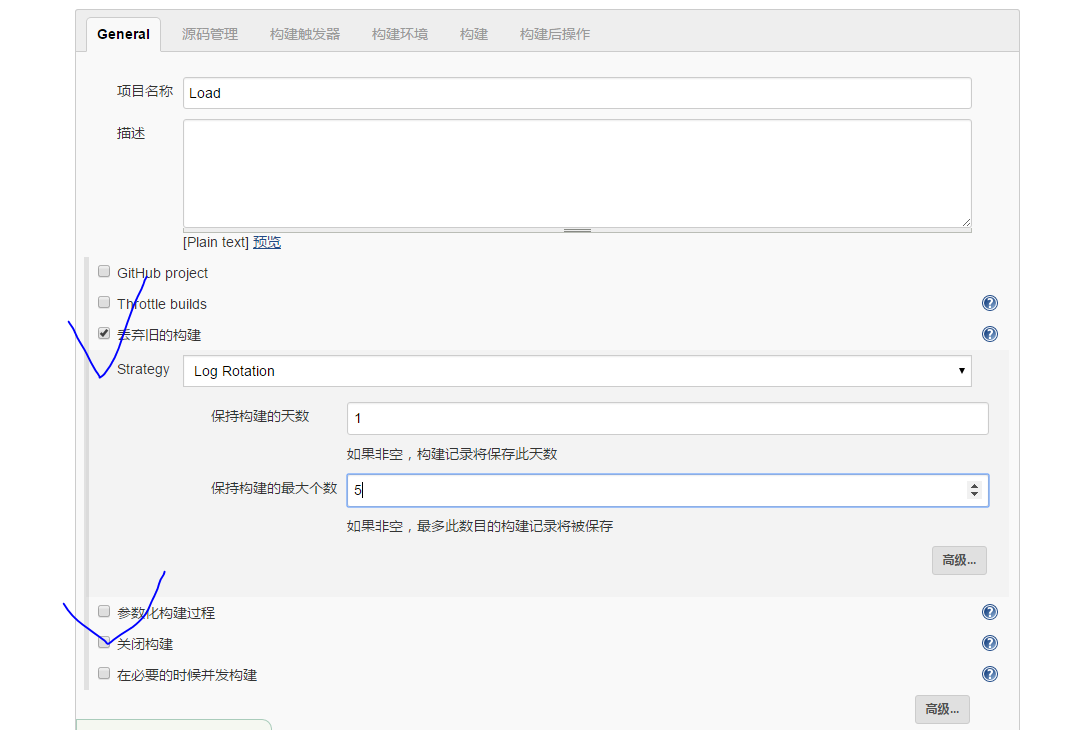 General 源码管理 构建触发器 构建环境 构建 构建后操作
项目名称 Load
描述
[Plain text] 预览
GitHub project
Throttle builds
丢弃旧的构建
Strategy Log Rotation
保持构建的天数 1
如果非空，构建记录将保存此天数
保持构建的最大个数 5
如果非空，最多此数目的构建记录将被保存
高级...
参数化构建过程
关闭构建
在必要的时候并发构建
高级...